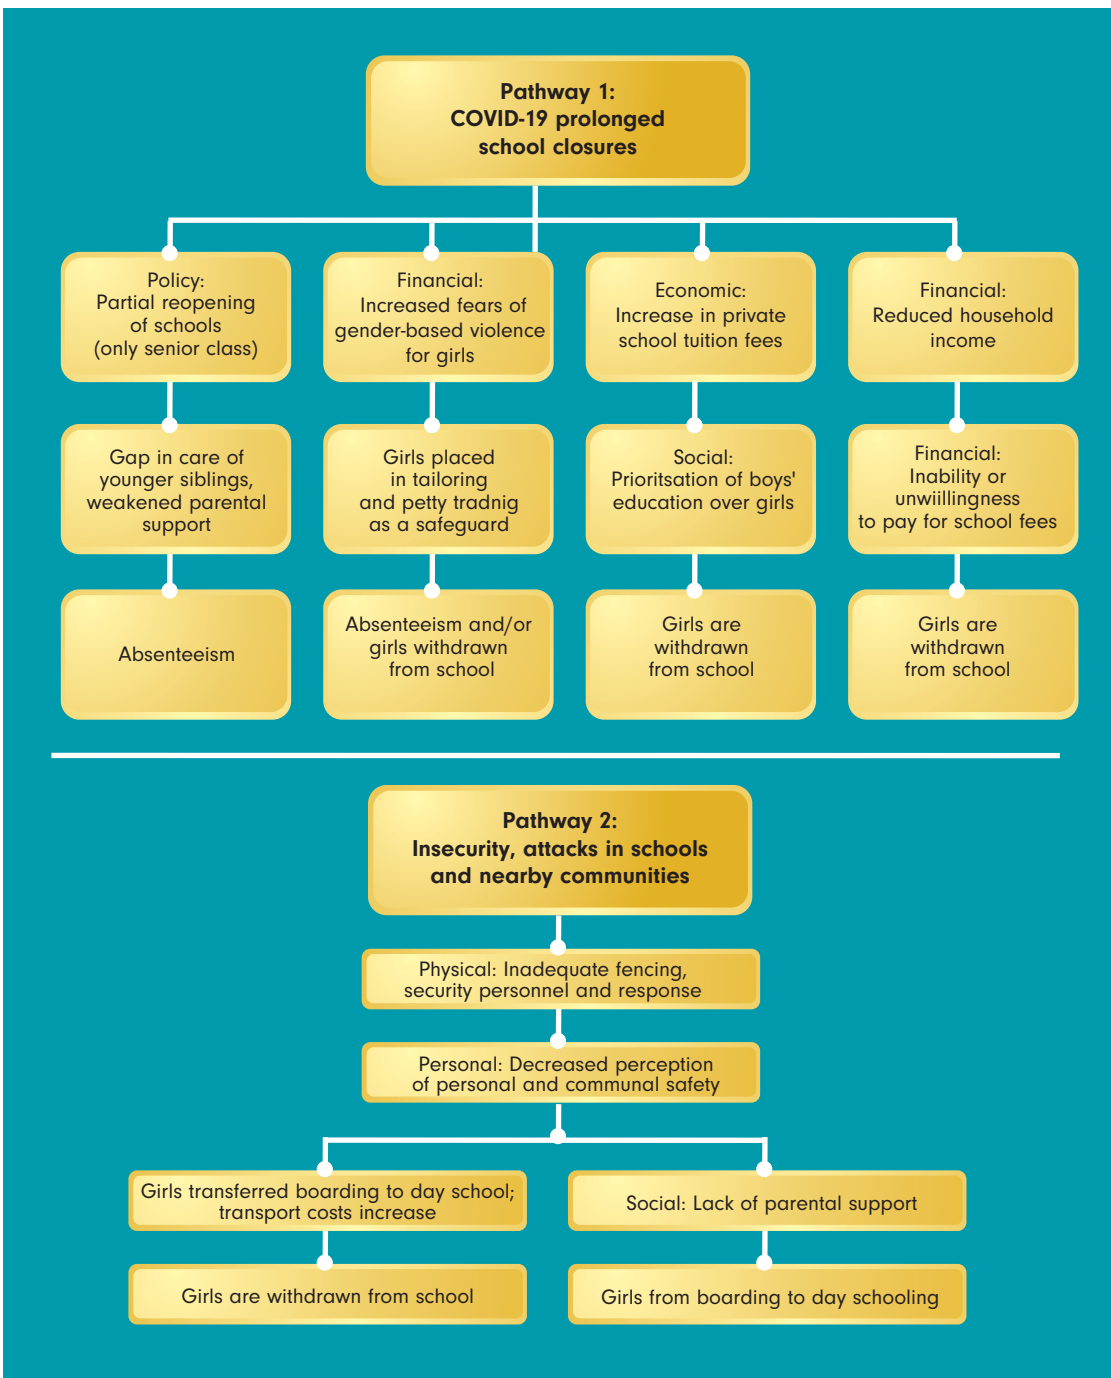 Pathway 1:
COVID-19 prolonged
school closures
Policy:
Partial reopening
of schools
(only senior class)
Financial:
Increased fears of
gender-based violence
for girls
Economic:
Increase in private
school tuition fees
Financial:
Reduced household
income
Gap in care of
younger siblings,
weakened parental
support
Girls placed
in tailoring
and petty tradnig
as a safeguard
Social:
Prioritsation of boys'
education over girls
Financial:
Inability or
unwiillingness
to pay for school fees
Absenteeism
Absenteeism and/or
girls withdrawn
from school
Girls are
withdrawn
from school
Girls are
withdrawn
from school
Pathway 2:
Insecurity, attacks in schools
and nearby communities
Physical: Inadequate fencing,
security personnel and response
Personal: Decreased perception
of personal and communal safety
Girls transferred boarding to day school;
transport costs increase
Social: Lack of parental support
Girls are withdrawn from school
Girls from boarding to day schooling